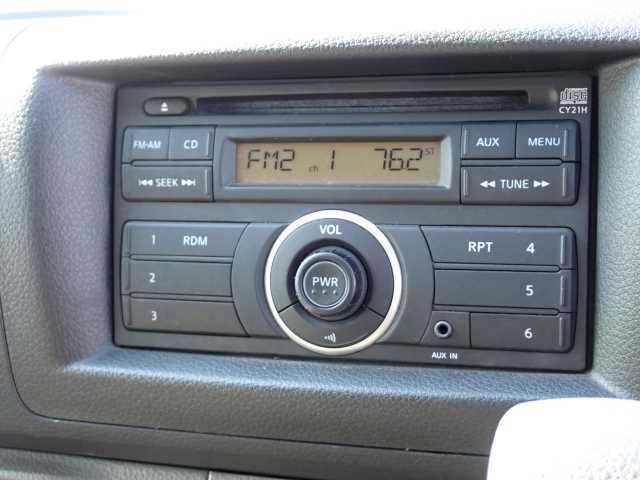 disc
CY21H
FM-AM
CD
FM2 ch 1 76.2 ST
AUX
MENU
SEEK
TUNE
1 RDM
2
3
VOL
PWR
RPT 4
5
6
AUX IN